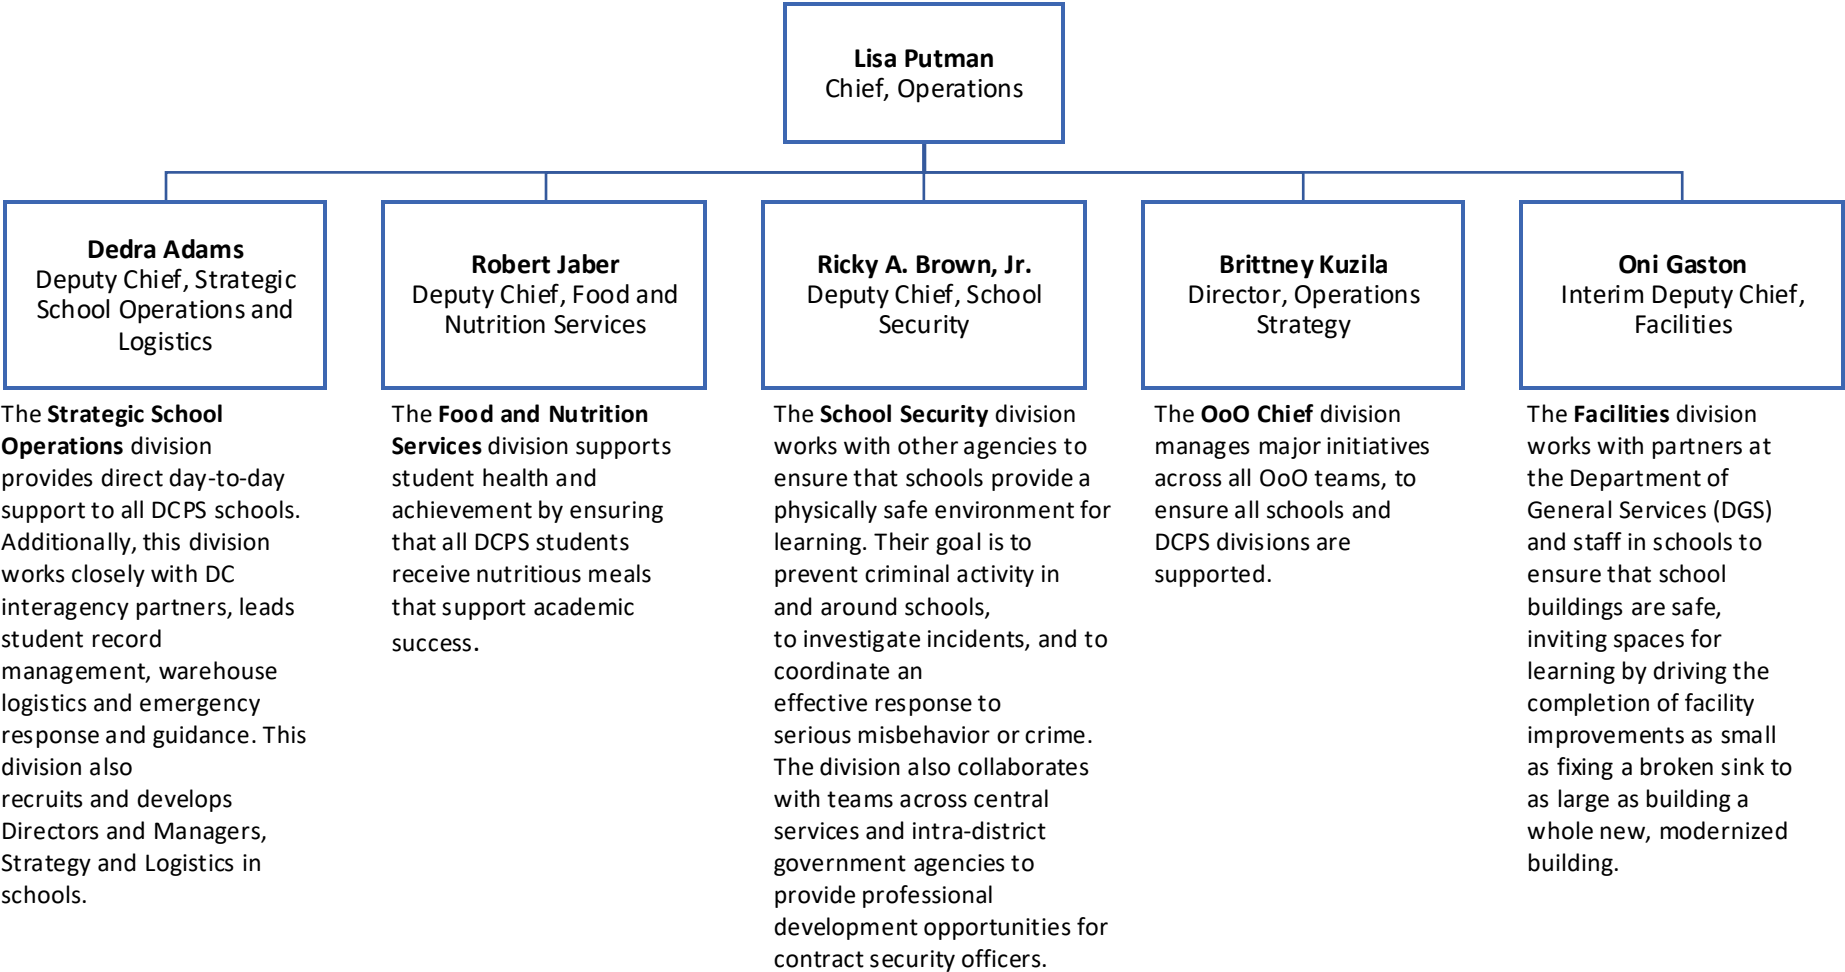 Lisa Putman
Chief, Operations
Dedra Adams
Deputy Chief, Strategic
School Operations and
Logistics
Robert Jaber
Deputy Chief, Food and
Nutrition Services
Ricky A. Brown, Jr.
Deputy Chief, School
Security
Brittney Kuzila
Director, Operations
Strategy
Oni Gaston
Interim Deputy Chief,
Facilities
The Strategic School
Operations division
provides direct day-to-day
support to all DCPS schools.
Additionally, this division
works closely with DC
interagency partners, leads
student record
management, warehouse
logistics and emergency
response and guidance. This
division also
recruits and develops
Directors and Managers,
Strategy and Logistics in
schools.
The Food and Nutrition
Services division supports
student health and
achievement by ensuring
that all DCPS students
receive nutritious meals
that support academic
success.
The School Security division
works with other agencies to
ensure that schools provide a
physically safe environment for
learning. Their goal is to
prevent criminal activity in
and around schools,
to investigate incidents, and to
coordinate an
effective response to
serious misbehavior or crime.
The division also collaborates
with teams across central
services and intra-district
government agencies to
provide professional
development opportunities for
contract security officers.
The OoO Chief division
manages major initiatives
across all OoO teams, to
ensure all schools and
DCPS divisions are
supported.
The Facilities division
works with partners at
the Department of
General Services (DGS)
and staff in schools to
ensure that school
buildings are safe,
inviting spaces for
learning by driving the
completion of facility
improvements as small
as fixing a broken sink to
as large as building a
whole new, modernized
building.